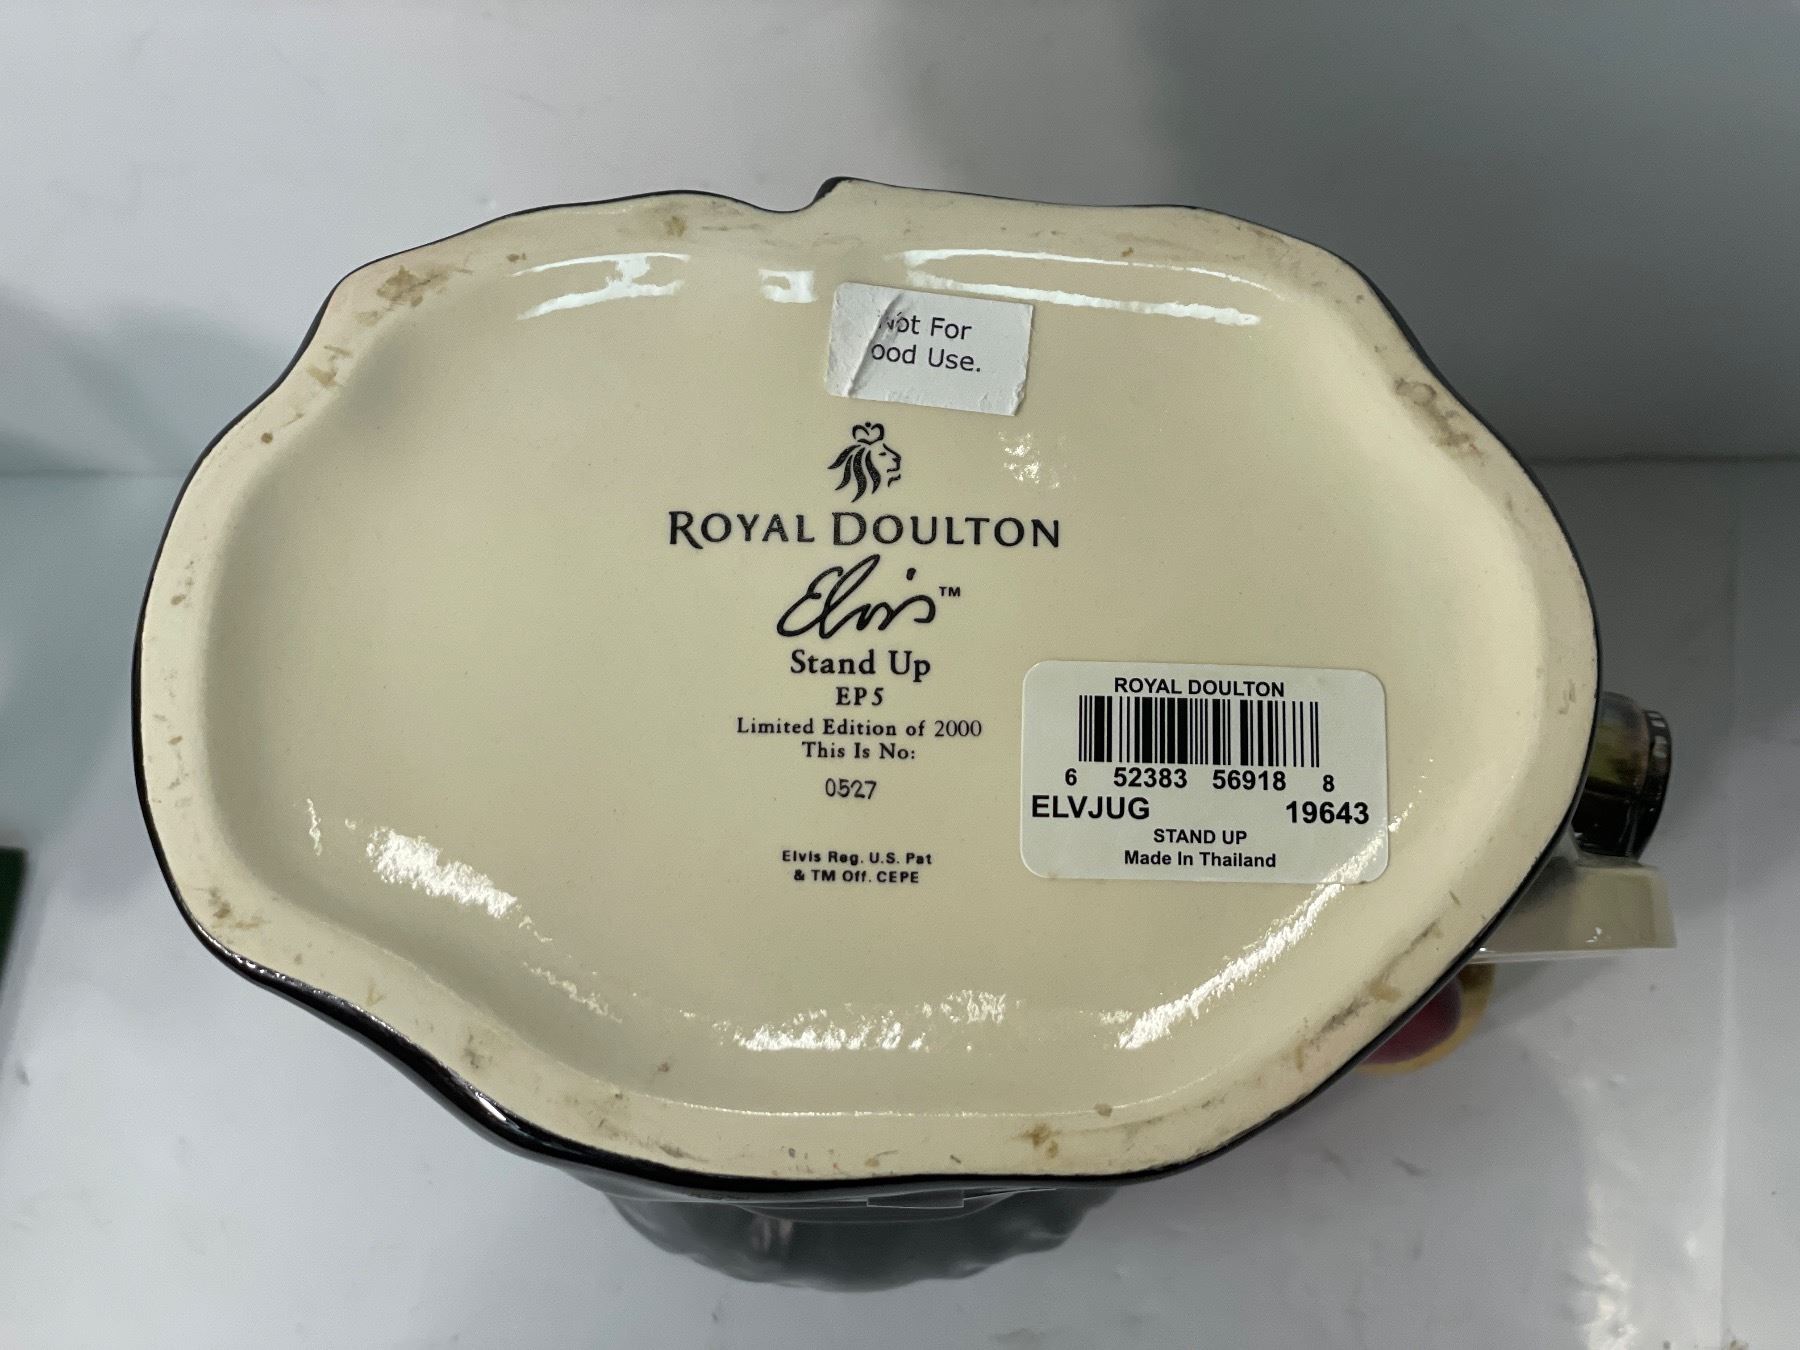 Not For
ood Use.
ROYAL DOULTON
Elvis™
Stand Up
EP5
Limited Edition of 2000
This Is No:
0527
Elvis Reg. U.S. Pat
& TM Off. CEPE
ROYAL DOULTON
6 52383 56918 8
ELVJUG 19643
STAND UP
Made In Thailand